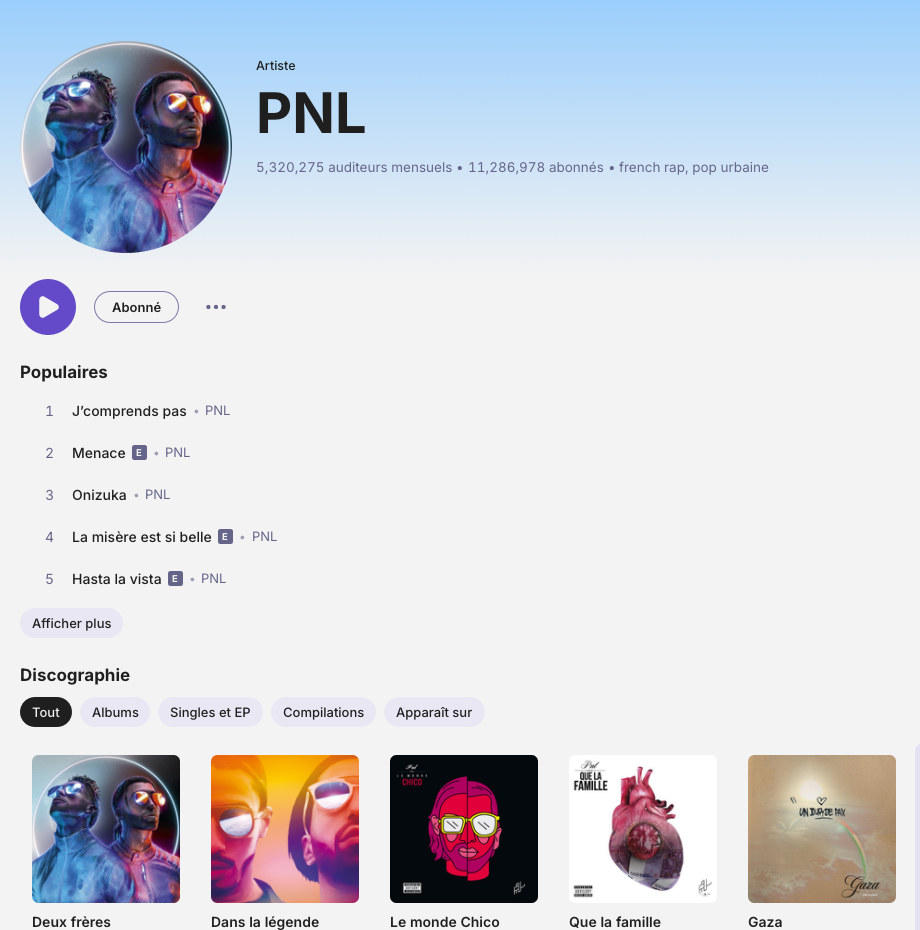 Artiste
PNL
5,320,275 auditeurs mensuels • 11,286,978 abonnés • french rap, pop urbaine
Abonné
Populaires
1 J’comprends pas • PNL
2 Menace E • PNL
3 Onizuka • PNL
4 La misère est si belle E • PNL
5 Hasta la vista E • PNL
Afficher plus
Discographie
Tout Albums Singles et EP Compilations Apparaît sur
LE MONDE
CHICO
Pnl
QUE LA
FAMILLE
UN JOUR DE PAIX
Gaza
Deux frères Dans la légende Le monde Chico Que la famille Gaza